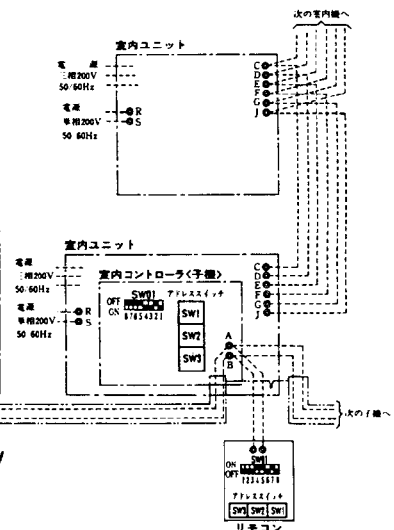 次の室内機へ
室内ユニット
電源
三相200V
50/60Hz
電源
単相200V
50 60Hz
R
S
C
D
E
F
G
J
室内ユニット
電源
三相200V
50/60Hz
電源
単相200V
50 60Hz
R
S
室内コントローラ<子機>
SW01
OFF
ON
87654321
アドレススイッチ
SW1
SW2
SW3
A
B
C
D
E
F
G
J
次の子機へ
SW01
ON
OFF
12345678
アドレススイッチ
SW3 SW2 SW1
リモコン